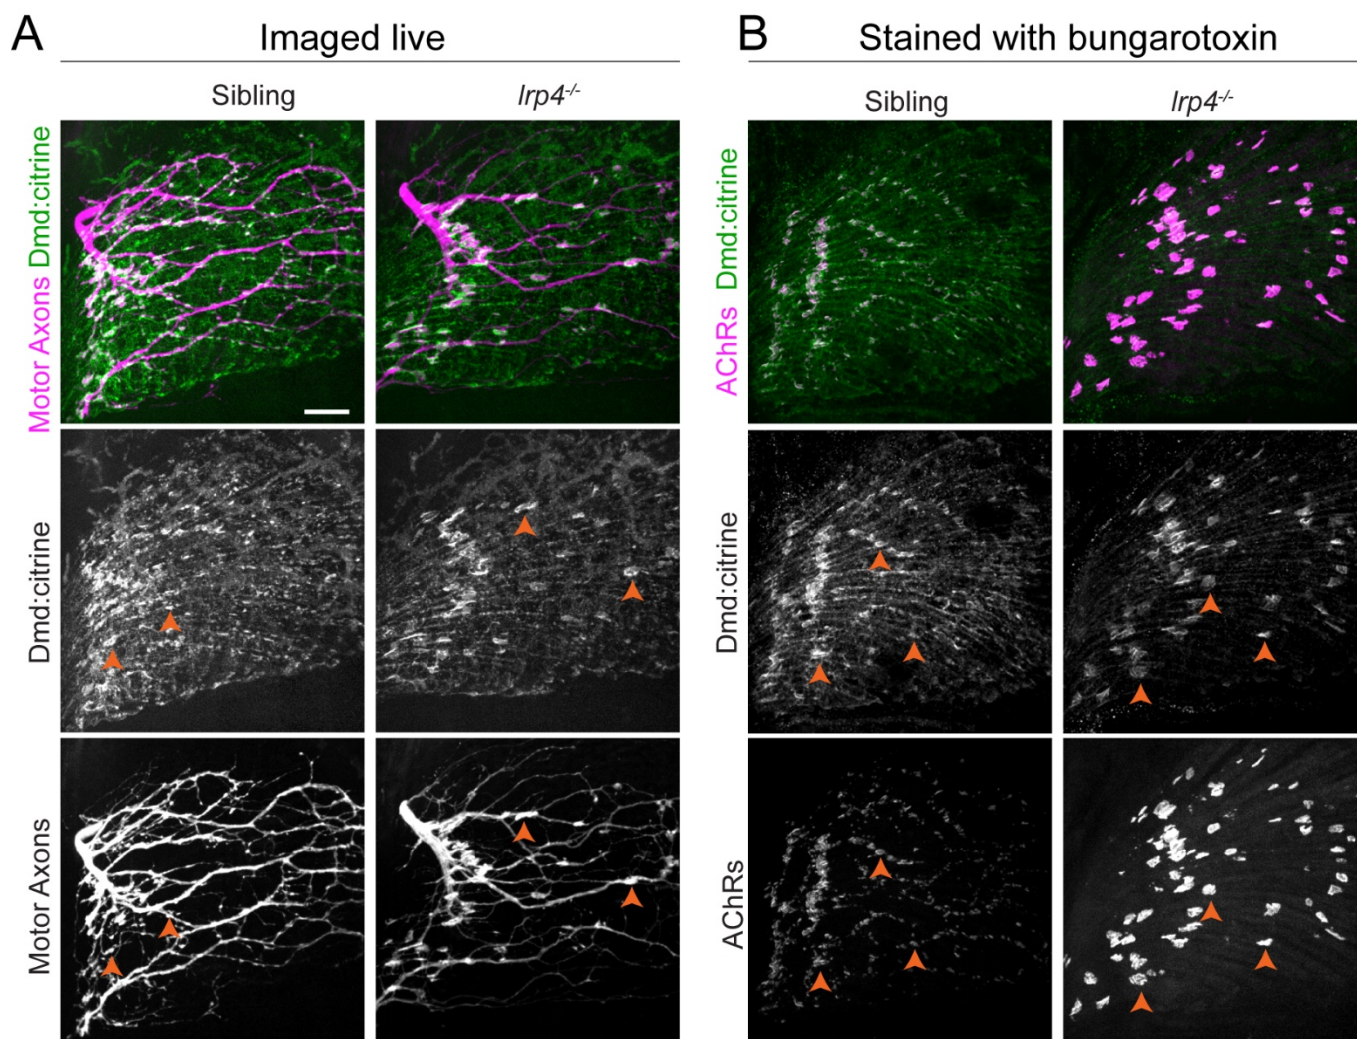 A
Imaged live
B
Stained with bungarotoxin
Sibling
lrp4-/-
Sibling
lrp4-/-
Motor Axons Dmd:citrine
AChRs Dmd:citrine
Dmd:citrine
Dmd:citrine
Motor Axons
AChRs